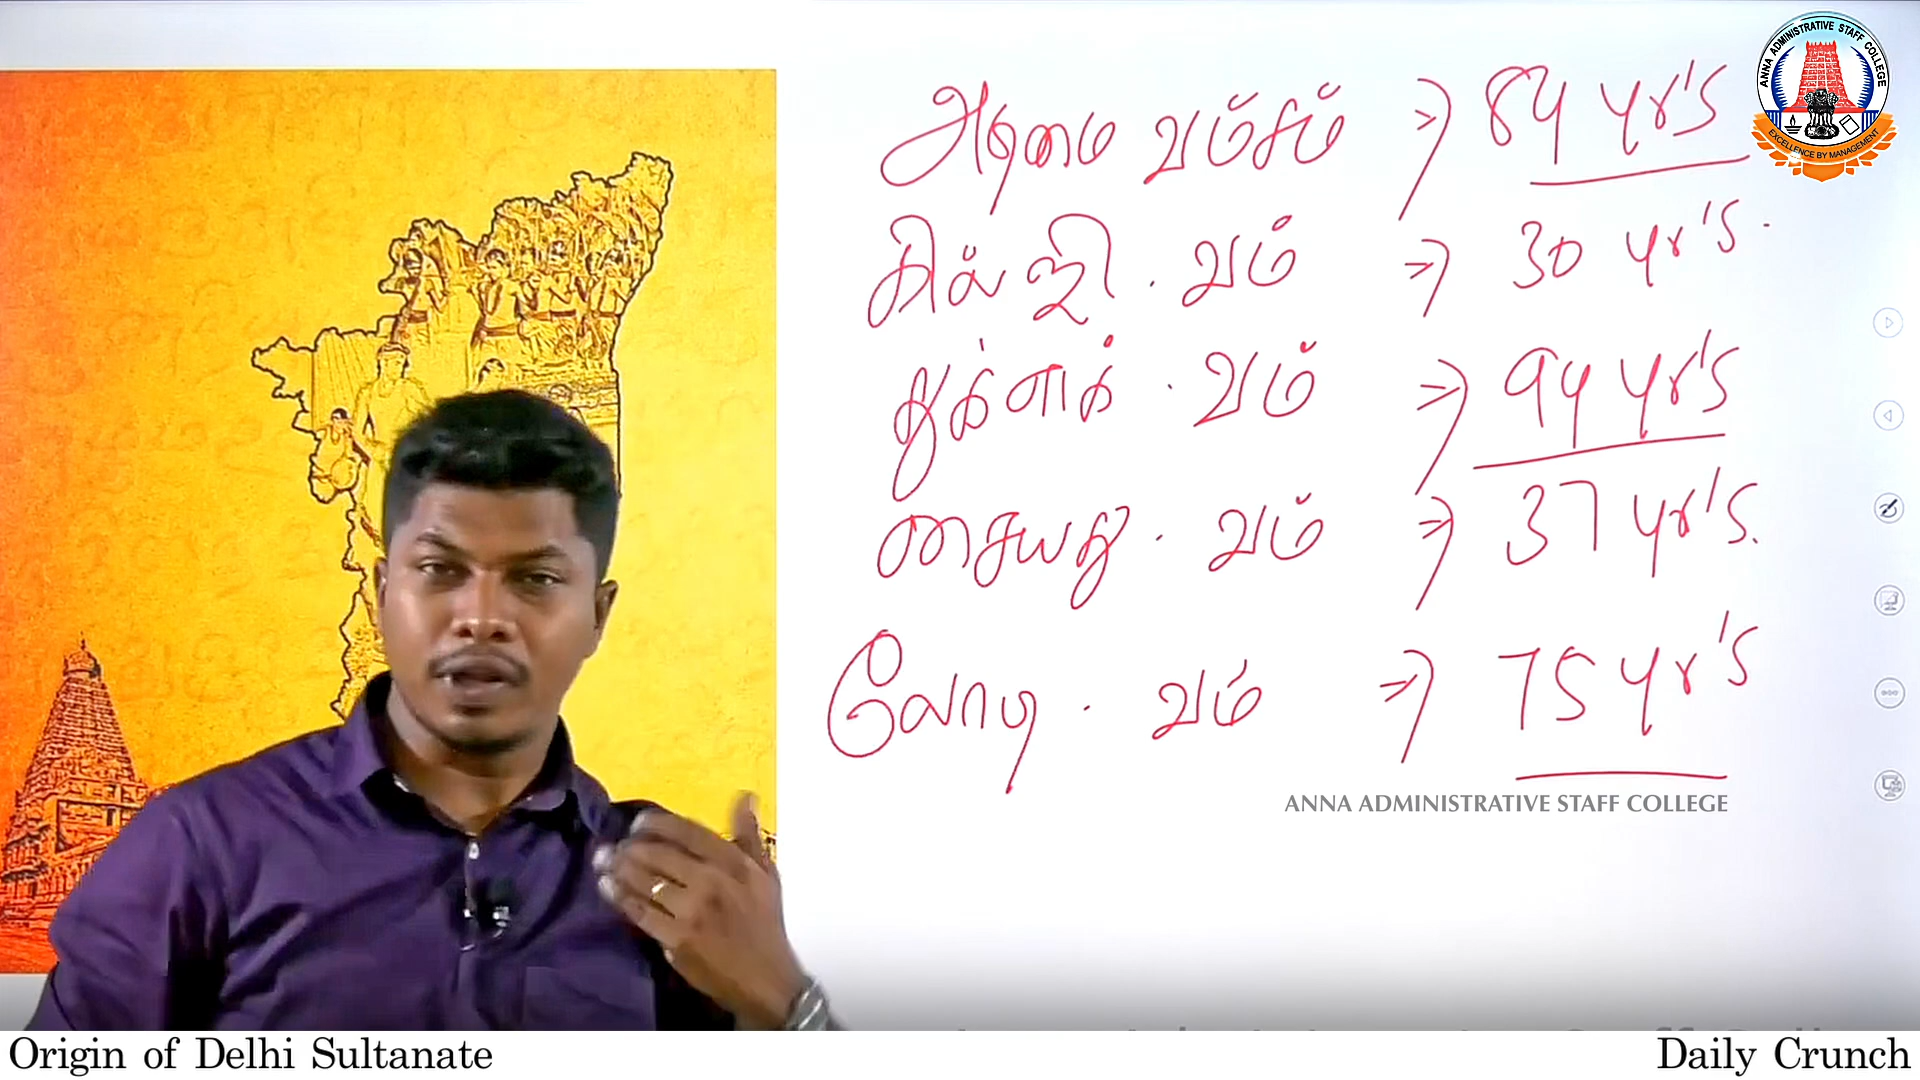 ANNA ADMINISTRATIVE STAFF COLLEGE
EXCELLENCE BY MANAGEMENT
அடிமை வம்சம் => 84 yr's
கில்ஜி . வம் => 30 yr's .
துக்ளக் . வம் => 94 yr's
சையது . வம் => 37 yr's.
லோடி . வம் => 75 yr's
ANNA ADMINISTRATIVE STAFF COLLEGE
Origin of Delhi Sultanate
Daily Crunch